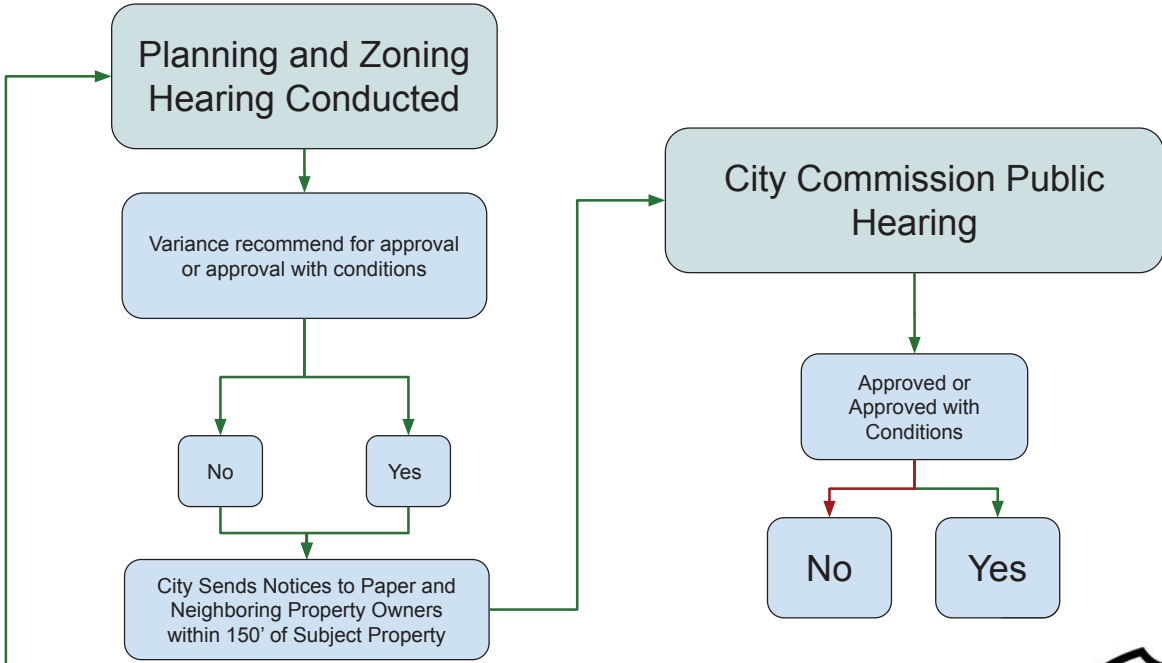 Planning and Zoning
Hearing Conducted
Variance recommend for approval
or approval with conditions
No
Yes
City Sends Notices to Paper and
Neighboring Property Owners
within 150' of Subject Property
City Commission Public
Hearing
Approved or
Approved with
Conditions
No
Yes